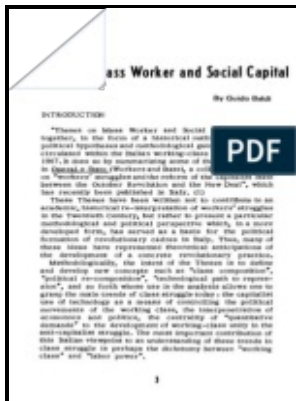 ass Worker and Social Capital
By Guido Baldi
PDF
INTRODUCTION
"Theses on Mass Worker and Social
together, in the form of a historical
political hypotheses and methodological
circulated within the Italian working-class
1967. It does so by summarizing some of the
in Operai e Stato (Workers and State), a
on "workers' struggles and the reform of the capitalist state
between the October Revolution and the New Deal", which
has recently been published in Italy. (1)
These Theses have been written not to contribute to an
academic, historical re-interpretation of workers' struggles
in the Twentieth Century, but rather to present a particular
methodological and political perspective which, in a more
developed form, has served as a basis for the political
formation of revolutionary cadres in Italy. Thus, many of
these ideas have represented theoretical anticipations of
the development of a concrete revolutionary practice.
Methodologically, the intent of the Theses is to define
and develop new concepts such as "class composition",
"political re-composition", "technological path to repres-
sion", and so forth whose use in the analysis allows one to
grasp the main trends of class struggle today: the capitalist
use of technology as a means of controlling the political
movements of the working class, the interpenetration of
economics and politics, the centrality of "quantitative
demands" to the development of working-class unity in the
anti-capitalist struggle. The most important contribution of
this Italian viewpoint to an understanding of these trends in
class struggle is perhaps the dichotomy between "working
class" and "labor power".
3